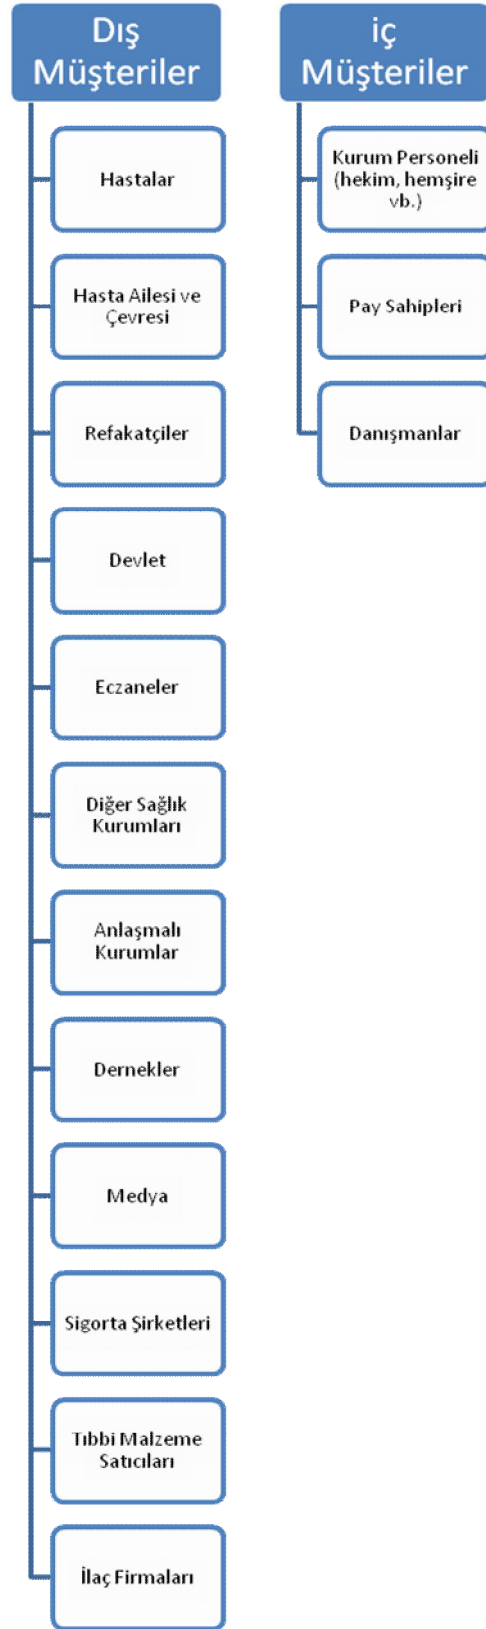 Dış
Müşteriler
Hastalar
Hasta Ailesi ve
Çevresi
Refakatçiler
Devlet
Eczaneler
Diğer Sağlık
Kurumları
Anlaşmalı
Kurumlar
Dernekler
Medya
Sigorta Şirketleri
Tıbbi Malzeme
Satıcıları
İlaç Firmaları
iç
Müşteriler
Kurum Personeli
(hekim, hemşire
vb.)
Pay Sahipleri
Danışmanlar